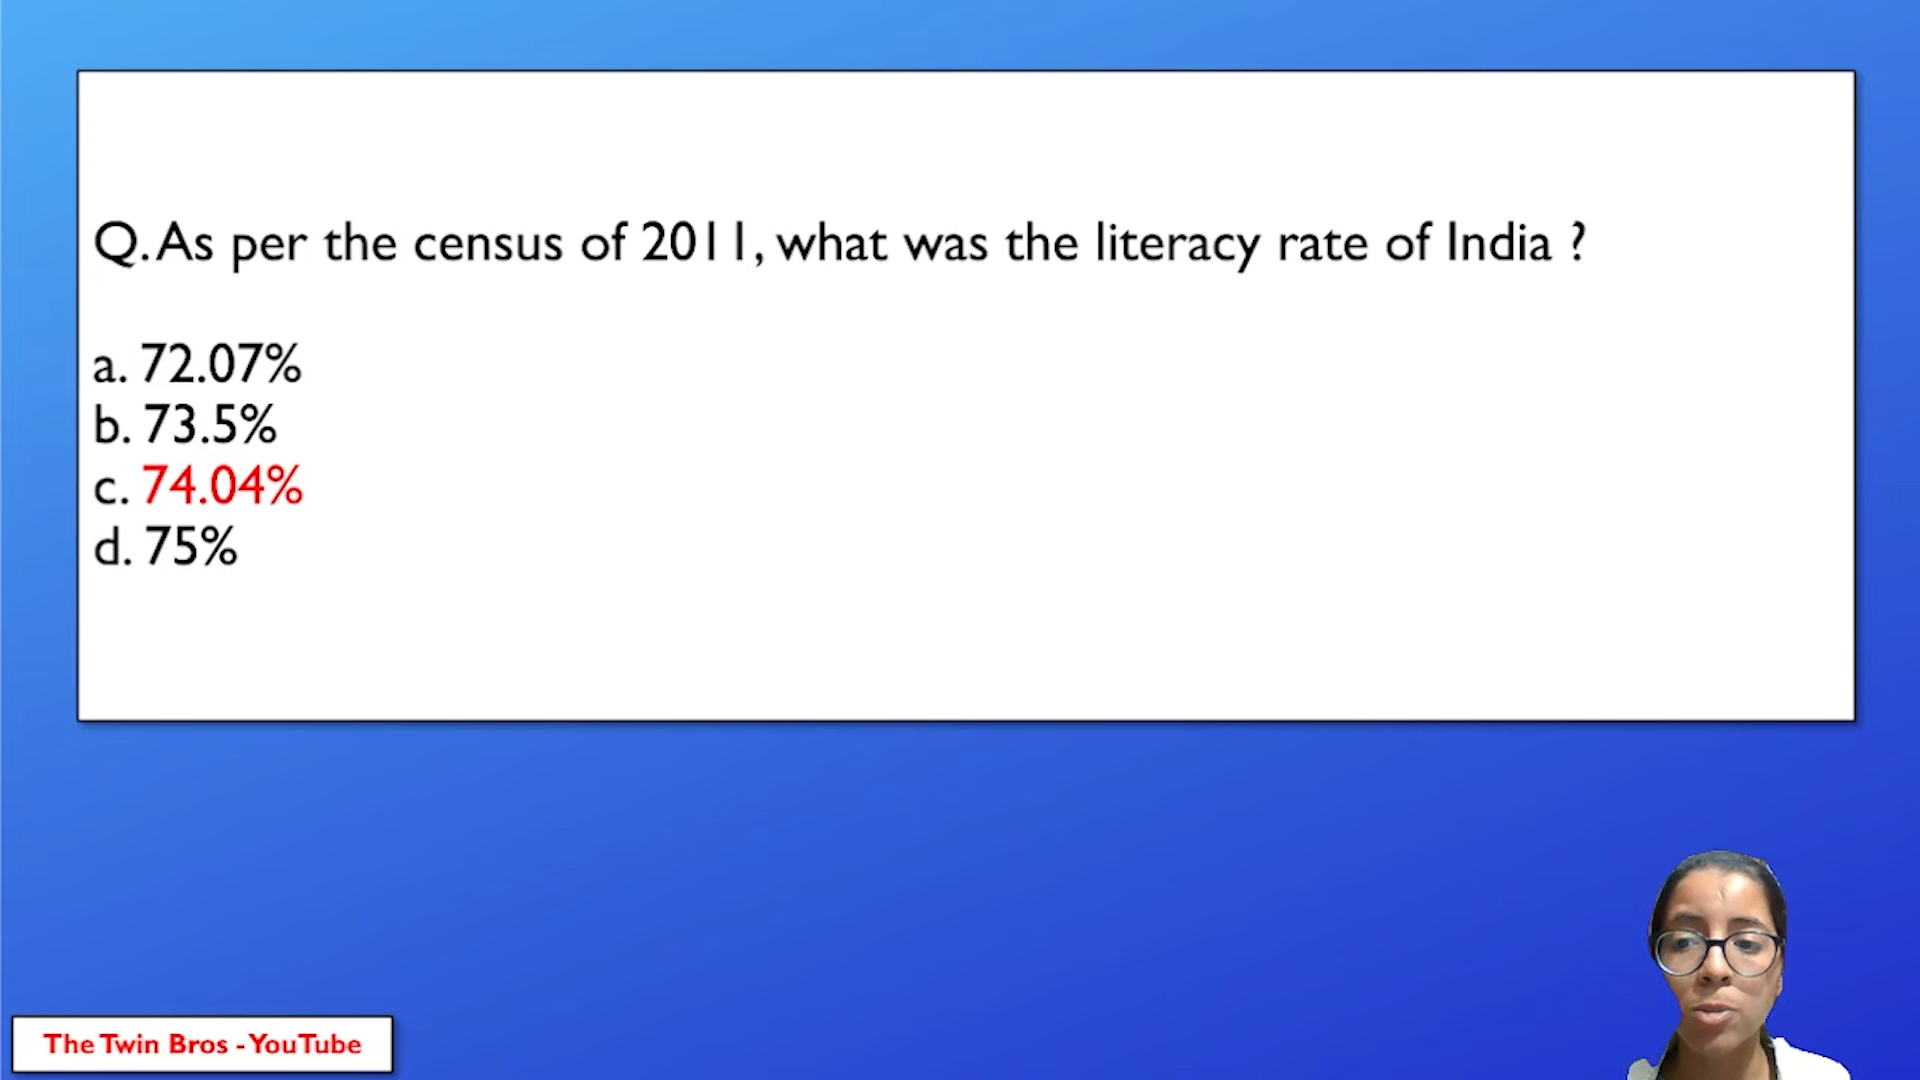 Q. As per the census of 2011, what was the literacy rate of India ?
a. 72.07%
b. 73.5%
c. 74.04%
d. 75%
The Twin Bros - YouTube